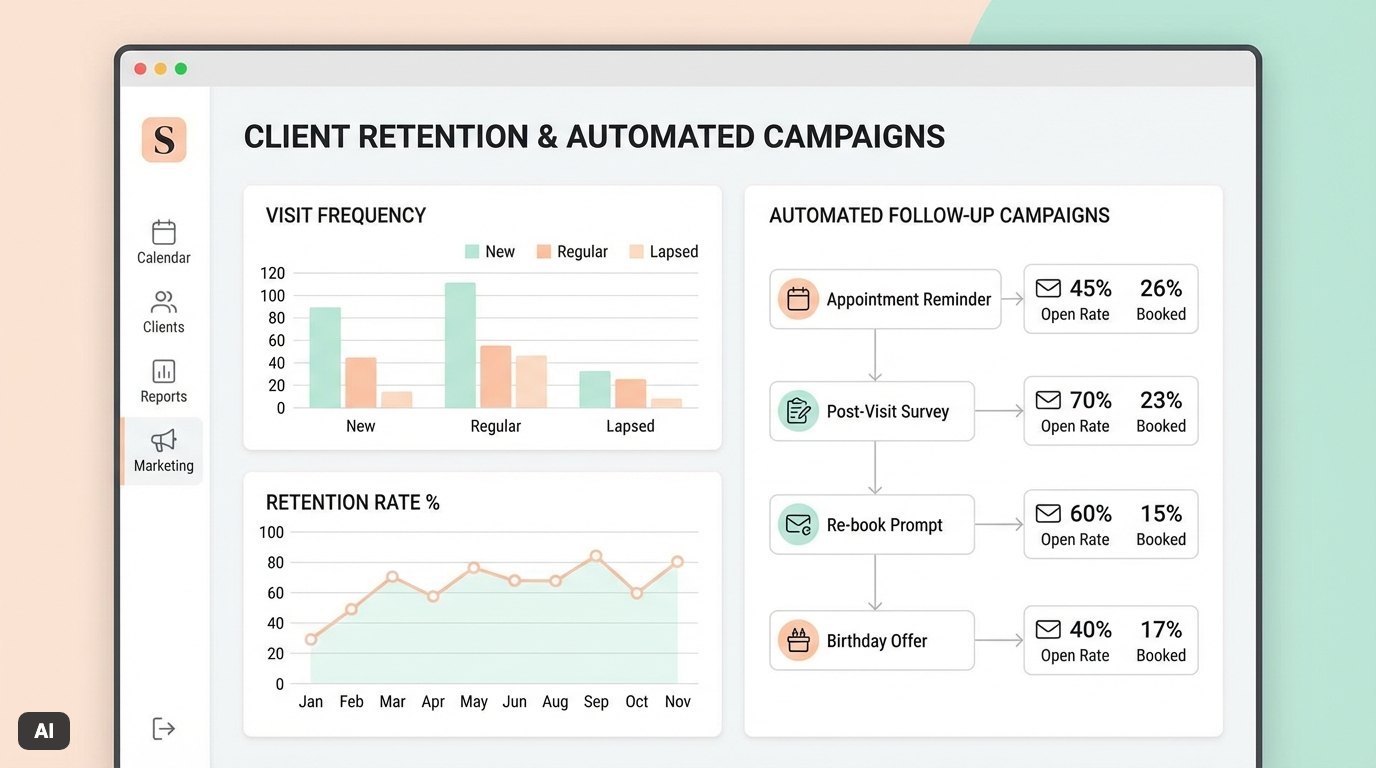 S
Calendar
Clients
Reports
Marketing
CLIENT RETENTION & AUTOMATED CAMPAIGNS
VISIT FREQUENCY
New Regular Lapsed
120
100
80
60
40
20
0
New Regular Lapsed
RETENTION RATE %
100
80
60
40
20
0
Jan Feb Mar Apr May Jun Jul Aug Sep Oct Nov
AUTOMATED FOLLOW-UP CAMPAIGNS
Appointment Reminder
45% 26%
Open Rate Booked
Post-Visit Survey
70% 23%
Open Rate Booked
Re-book Prompt
60% 15%
Open Rate Booked
Birthday Offer
40% 17%
Open Rate Booked
AI